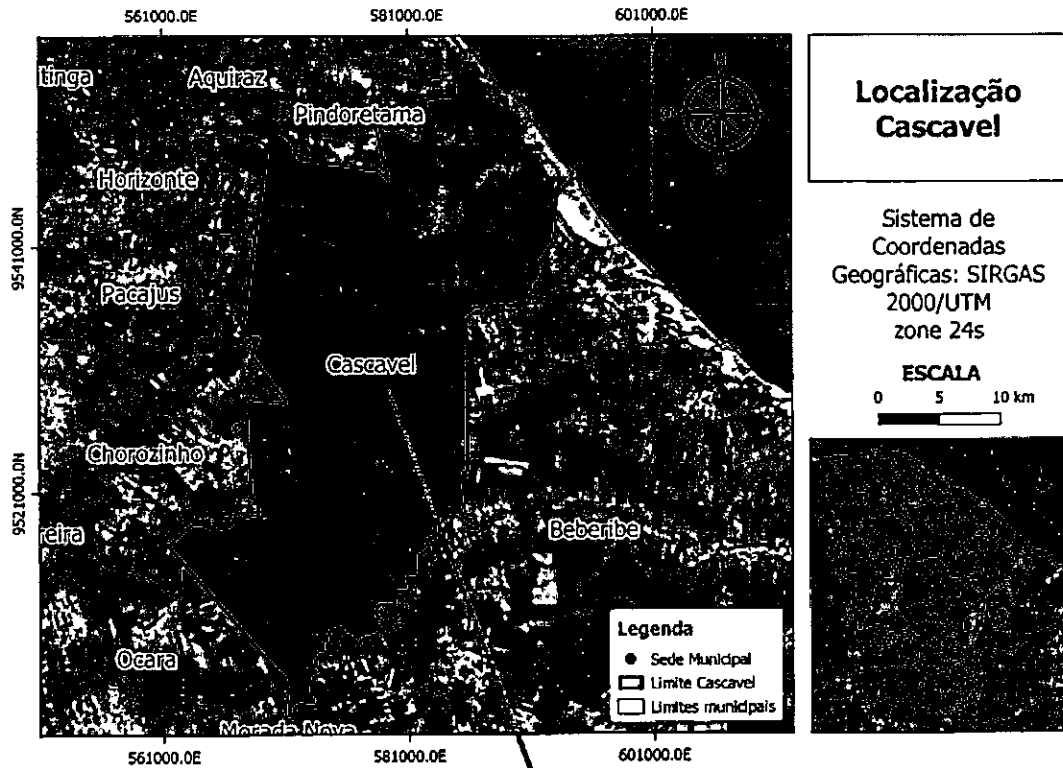 561000.0E
581000.0E
601000.0E
itinga
Aquiraz
Pindoretama
Horizonte
Pacajus
Cascavel
Chorozinho
reira
Beberibe
Ocara
Morada Nova
9541000.0N
9521000.0N
Legenda
Sede Municipal
Limite Cascavel
Limites municipais
561000.0E
581000.0E
601000.0E
Localização
Cascavel
Sistema de
Coordenadas
Geográficas: SIRGAS
2000/UTM
zone 24s
ESCALA
0 5 10 km